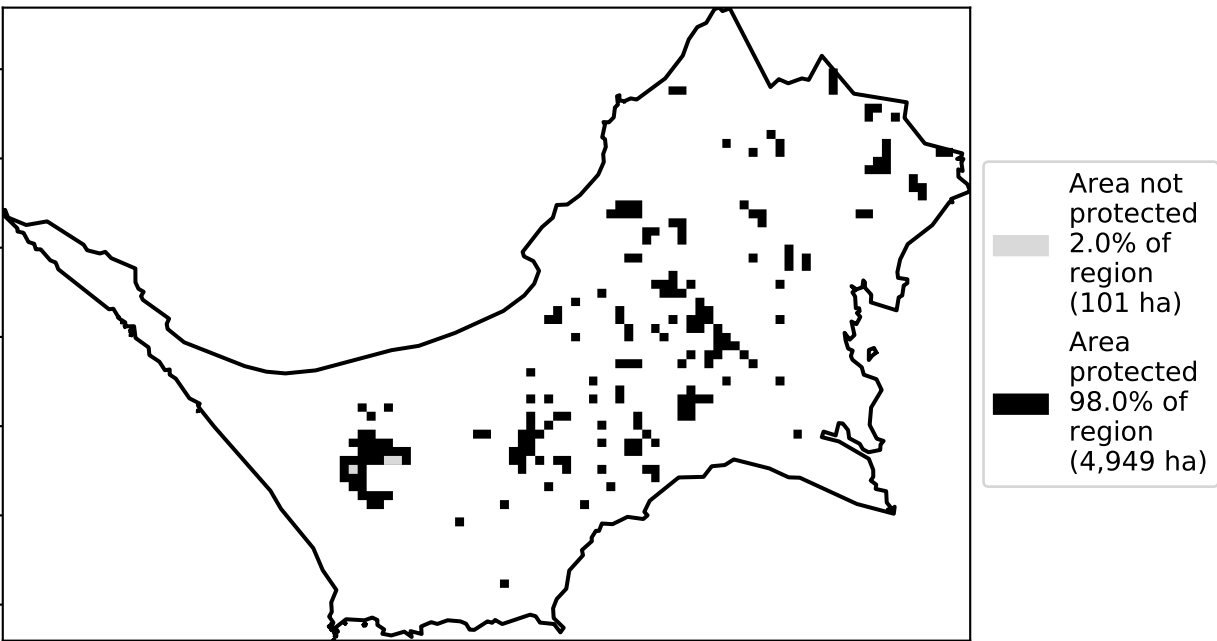 Area not
protected
2.0% of
region
(101 ha)
Area
protected
98.0% of
region
(4,949 ha)